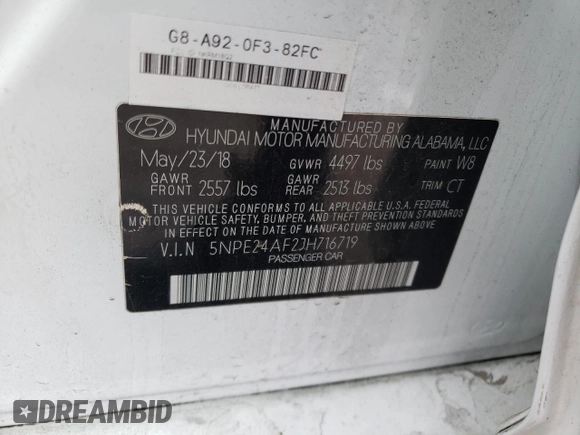 G8-A92-0F3-82FC
MANUFACTURED BY
HYUNDAI MOTOR MANUFACTURING ALABAMA, LLC
May/23/18 GVWR 4497 lbs PAINT W8
GAWR FRONT 2557 lbs GAWR REAR 2513 lbs TRIM CT
THIS VEHICLE CONFORMS TO ALL APPLICABLE U.S.A. FEDERAL
MOTOR VEHICLE SAFETY, BUMPER, AND THEFT PREVENTION STANDARDS
IN EFFECT ON THE DATE OF MANUFACTURE SHOWN ABOVE.
V.I.N 5NPE24AF2JH716719
PASSENGER CAR
DREAMBID